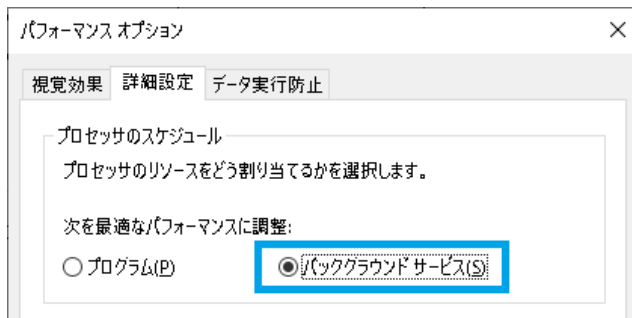 パフォーマンス オプション
視覚効果 詳細設定 データ実行防止
プロセッサのスケジュール
プロセッサのリソースをどう割り当てるかを選択します。
次を最適なパフォーマンスに調整:
プログラム(P) バックグラウンド サービス(S)